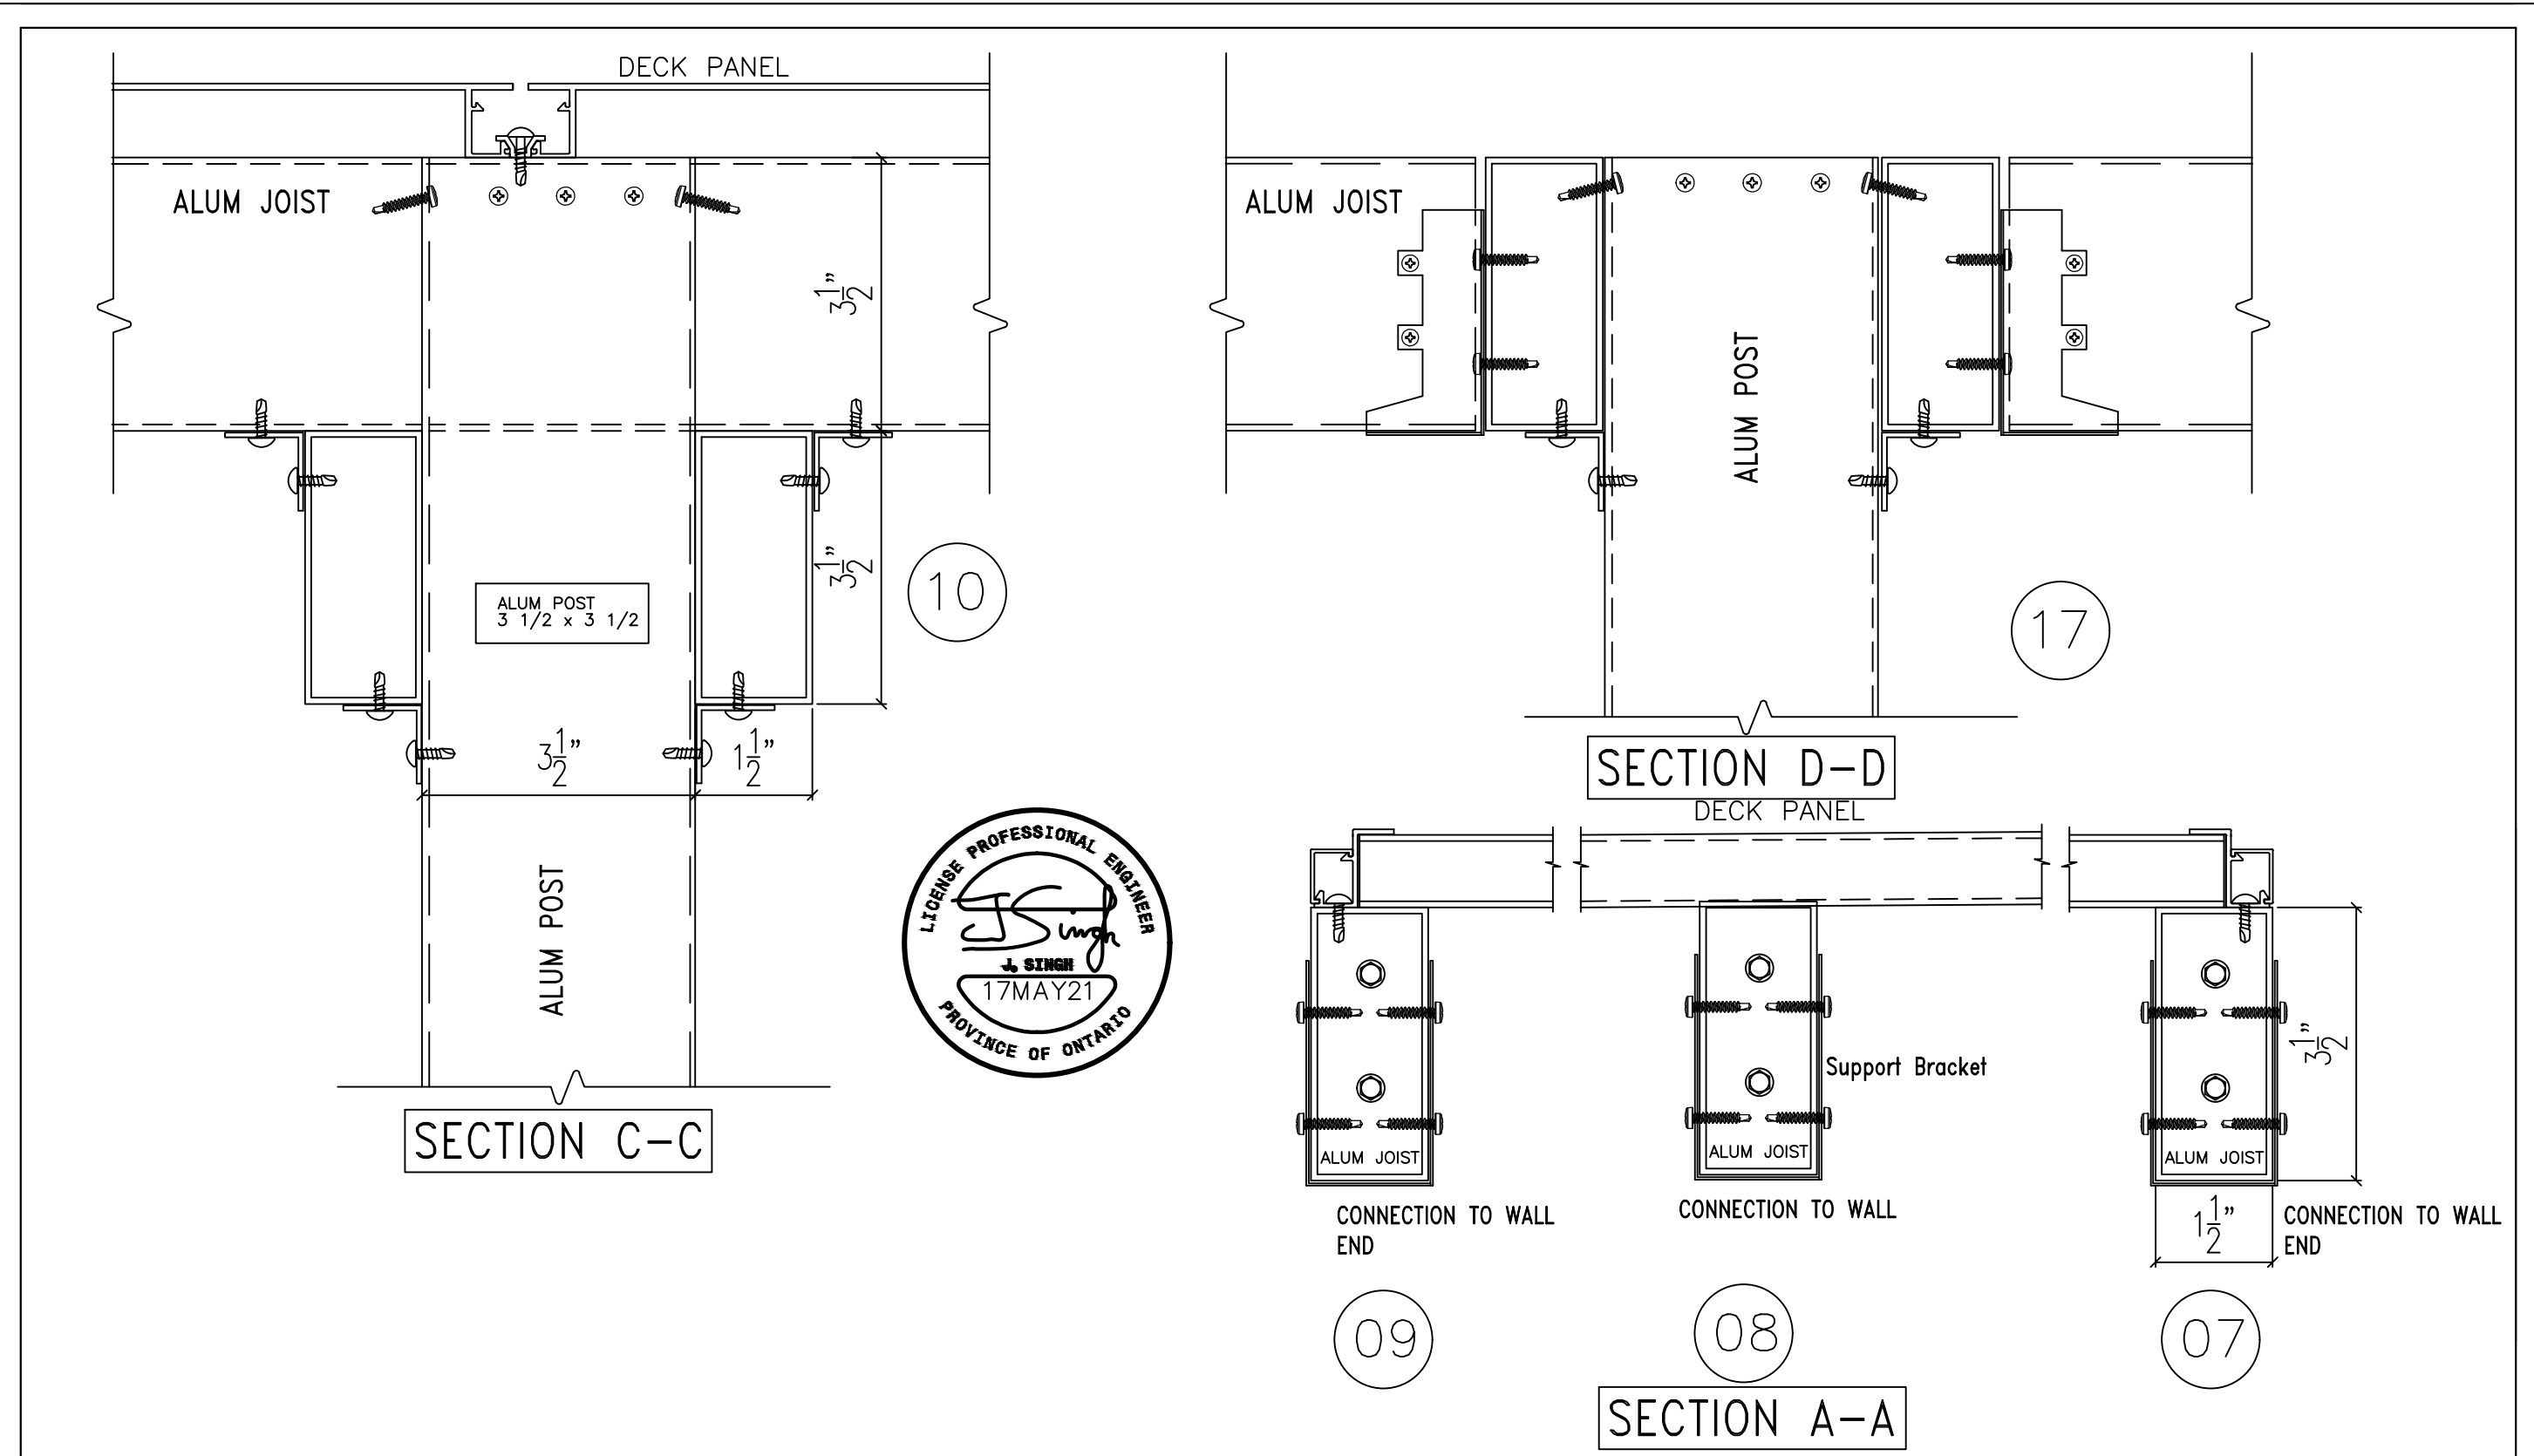 DECK PANEL
ALUM JOIST
3 1/2"
3 1/2"
ALUM POST
3 1/2 x 3 1/2
10
3 1/2"
1 1/2"
ALUM POST
SECTION C-C
ALUM JOIST
ALUM POST
17
SECTION D-D
DECK PANEL
LICENSE PROFESSIONAL ENGINEER
JSingh
J. SINGH
17MAY21
PROVINCE OF ONTARIO
Support Bracket
3 1/2"
ALUM JOIST
ALUM JOIST
ALUM JOIST
CONNECTION TO WALL
END
CONNECTION TO WALL
1 1/2"
CONNECTION TO WALL
END
09
08
07
SECTION A-A